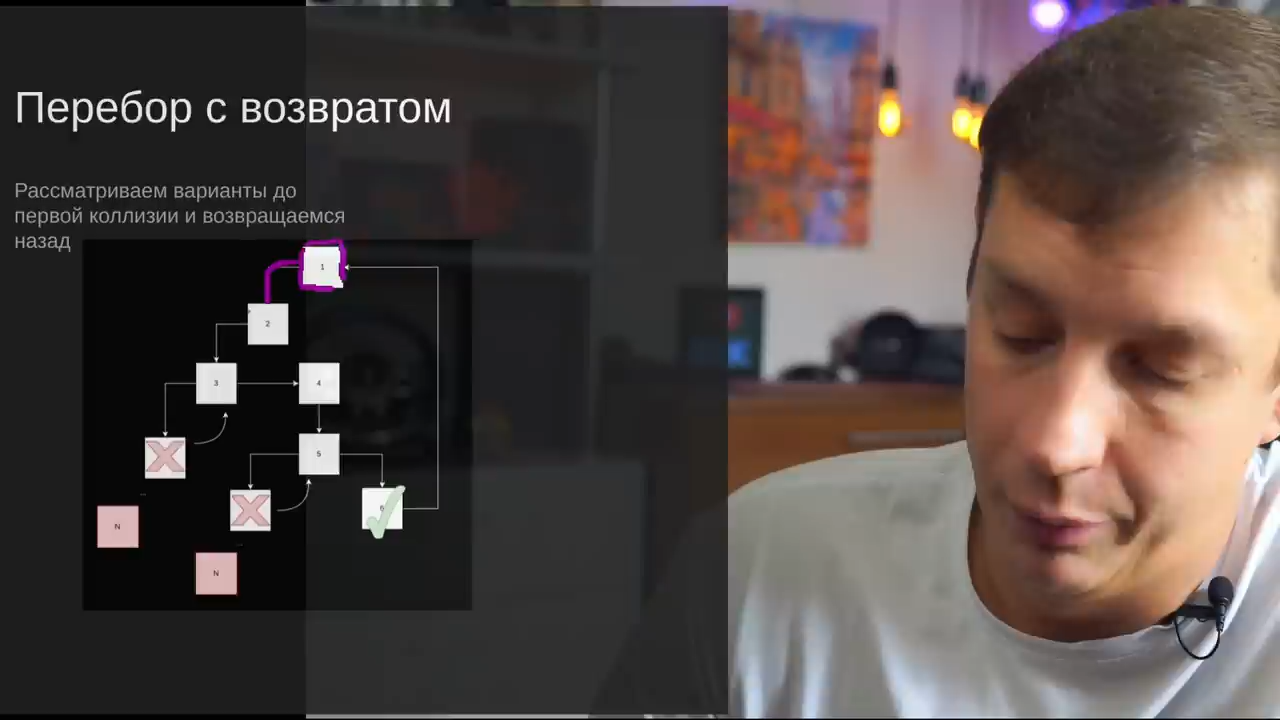 Перебор с возвратом
Рассматриваем варианты до
первой коллизии и возвращаемся
назад
1
2
3
4
5
N
N